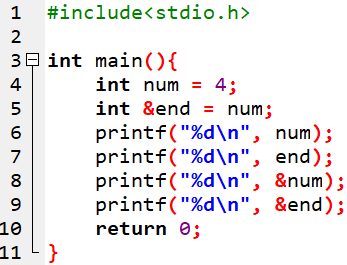 1 #include<stdio.h>
2
3 int main(){
4     int num = 4;
5     int &end = num;
6     printf("%d\n", num);
7     printf("%d\n", end);
8     printf("%d\n", &num);
9     printf("%d\n", &end);
10     return 0;
11 }